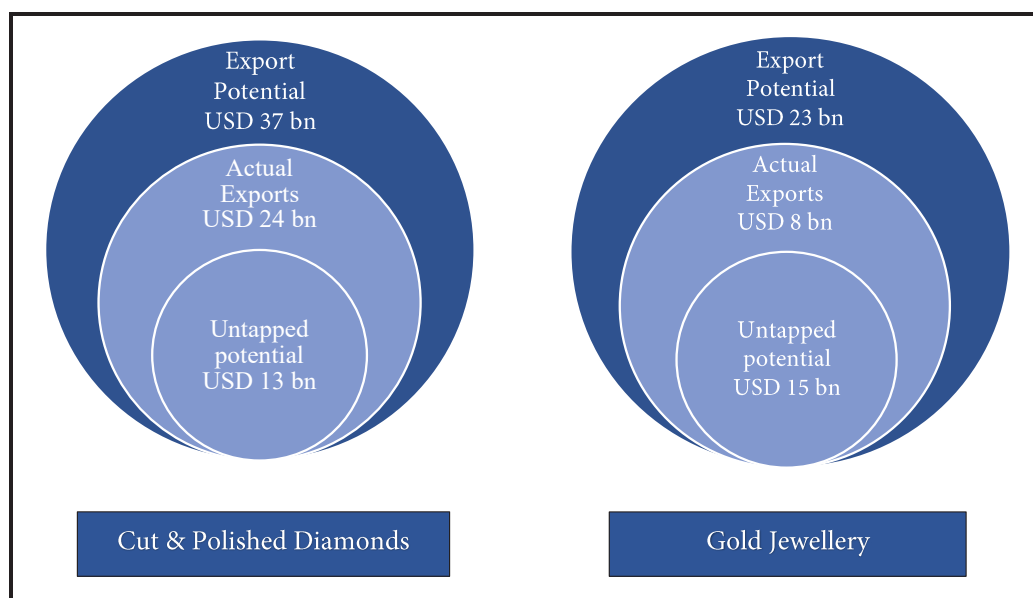 Export
Potential
USD 37 bn
Actual
Exports
USD 24 bn
Untapped
potential
USD 13 bn
Cut & Polished Diamonds
Export
Potential
USD 23 bn
Actual
Exports
USD 8 bn
Untapped
potential
USD 15 bn
Gold Jewellery